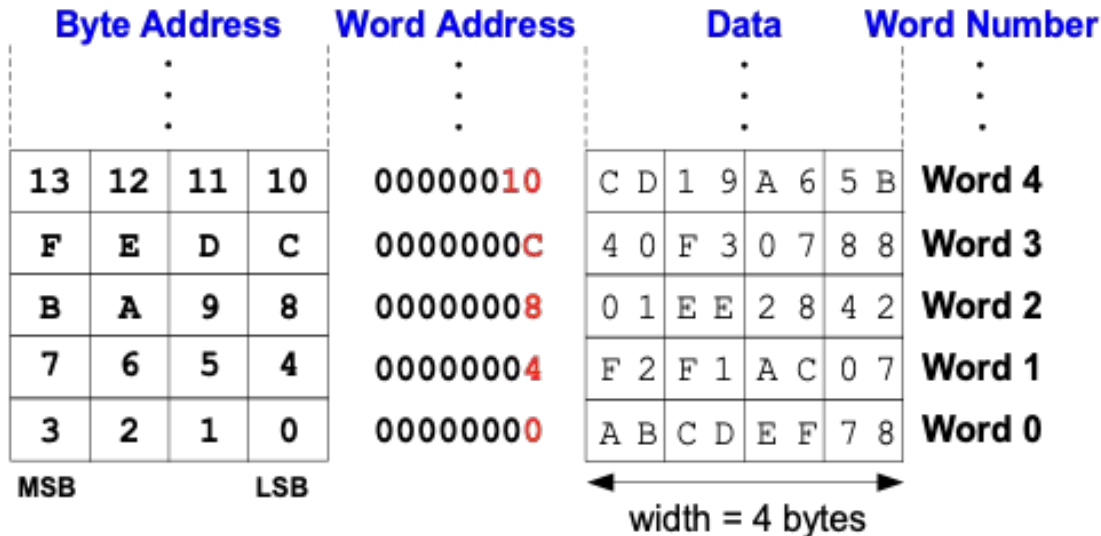 Byte Address Word Address Data Word Number
13 12 11 10 00000010 C D 1 9 A 6 5 B Word 4
F E D C 0000000C 4 0 F 3 0 7 8 8 Word 3
B A 9 8 00000008 0 1 E E 2 8 4 2 Word 2
7 6 5 4 00000004 F 2 F 1 A C 0 7 Word 1
3 2 1 0 00000000 A B C D E F 7 8 Word 0
MSB LSB
width = 4 bytes